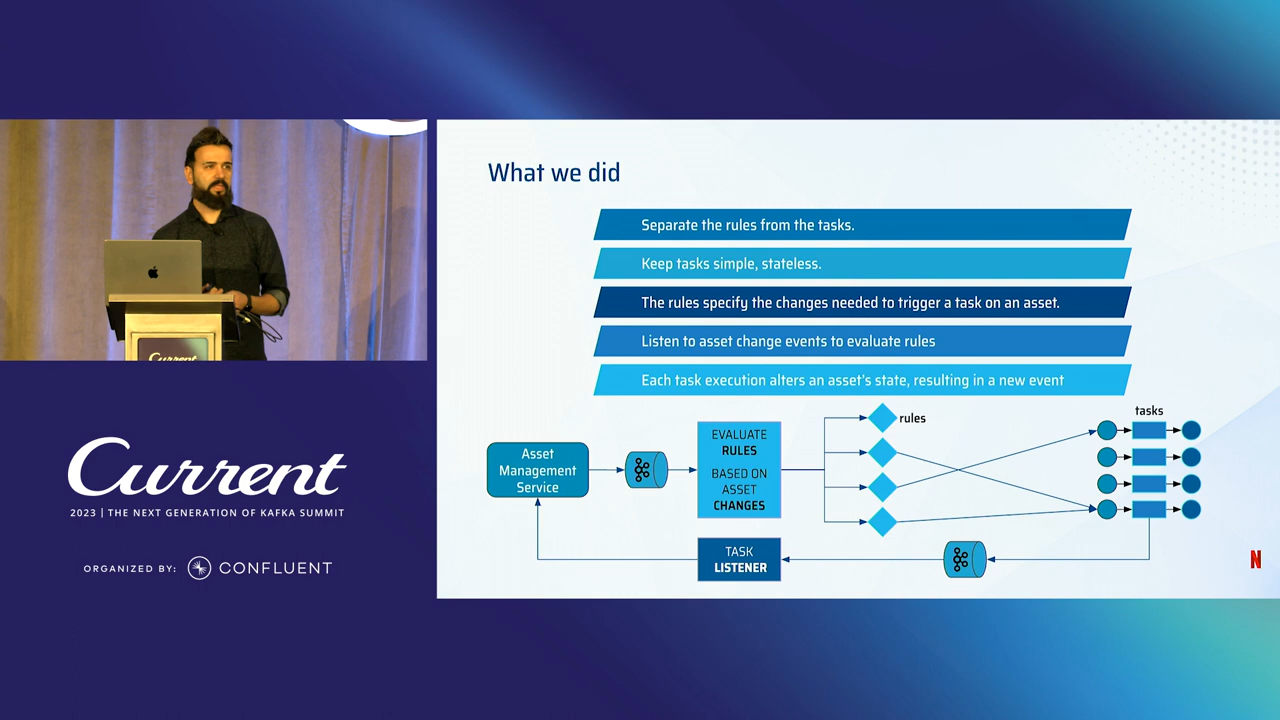 What we did
Separate the rules from the tasks.
Keep tasks simple, stateless.
The rules specify the changes needed to trigger a task on an asset.
Listen to asset change events to evaluate rules
Each task execution alters an asset's state, resulting in a new event
Asset
Management
Service
EVALUATE
RULES
BASED ON
ASSET
CHANGES
rules
tasks
TASK
LISTENER
N
Current
Current
2023 | THE NEXT GENERATION OF KAFKA SUMMIT
ORGANIZED BY: CONFLUENT